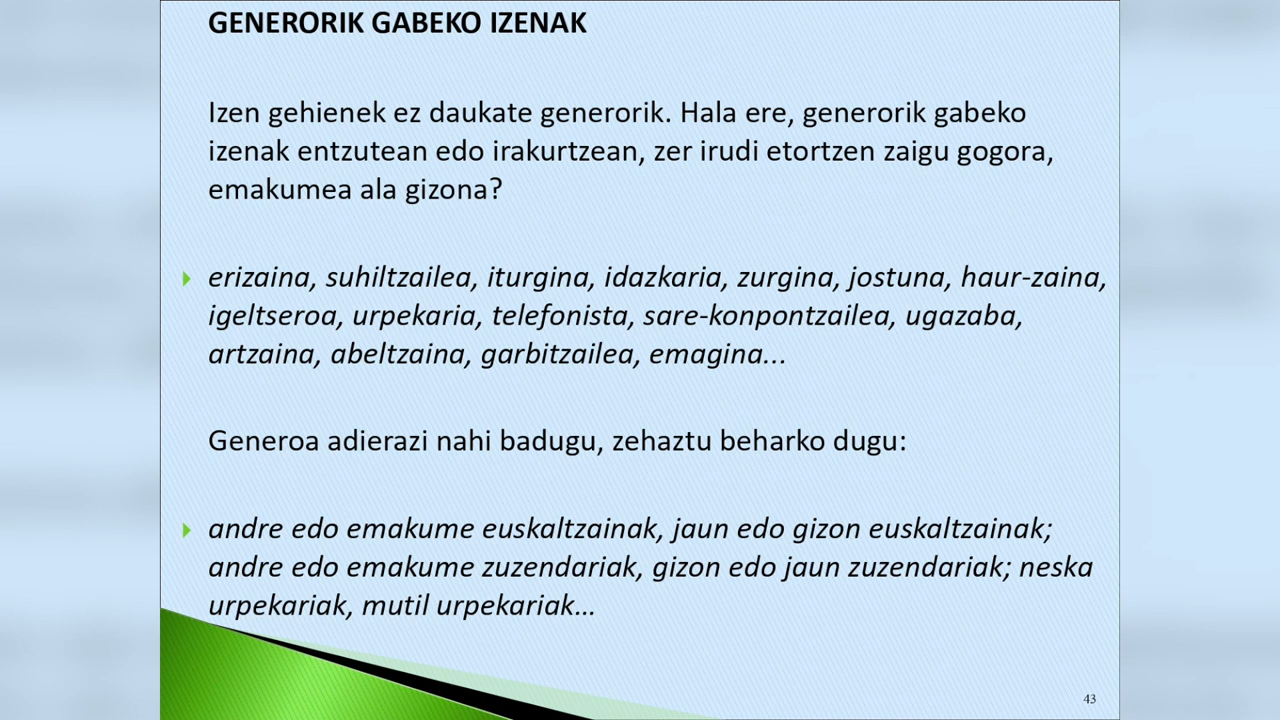 GENERORIK GABEKO IZENAK
Izen gehienek ez daukate generorik. Hala ere, generorik gabeko
izenak entzutean edo irakurtzean, zer irudi etortzen zaigu gogora,
emakumea ala gizona?
erizaina, suhiltzailea, iturgina, idazkaria, zurgina, jostuna, haur-zaina,
igeltseroa, urpekaria, telefonista, sare-konpontzailea, ugazaba,
artzaina, abeltzaina, garbitzailea, emagina...
Generoa adierazi nahi badugu, zehaztu beharko dugu:
andre edo emakume euskaltzainak, jaun edo gizon euskaltzainak;
andre edo emakume zuzendariak, gizon edo jaun zuzendariak; neska
urpekariak, mutil urpekariak...
43